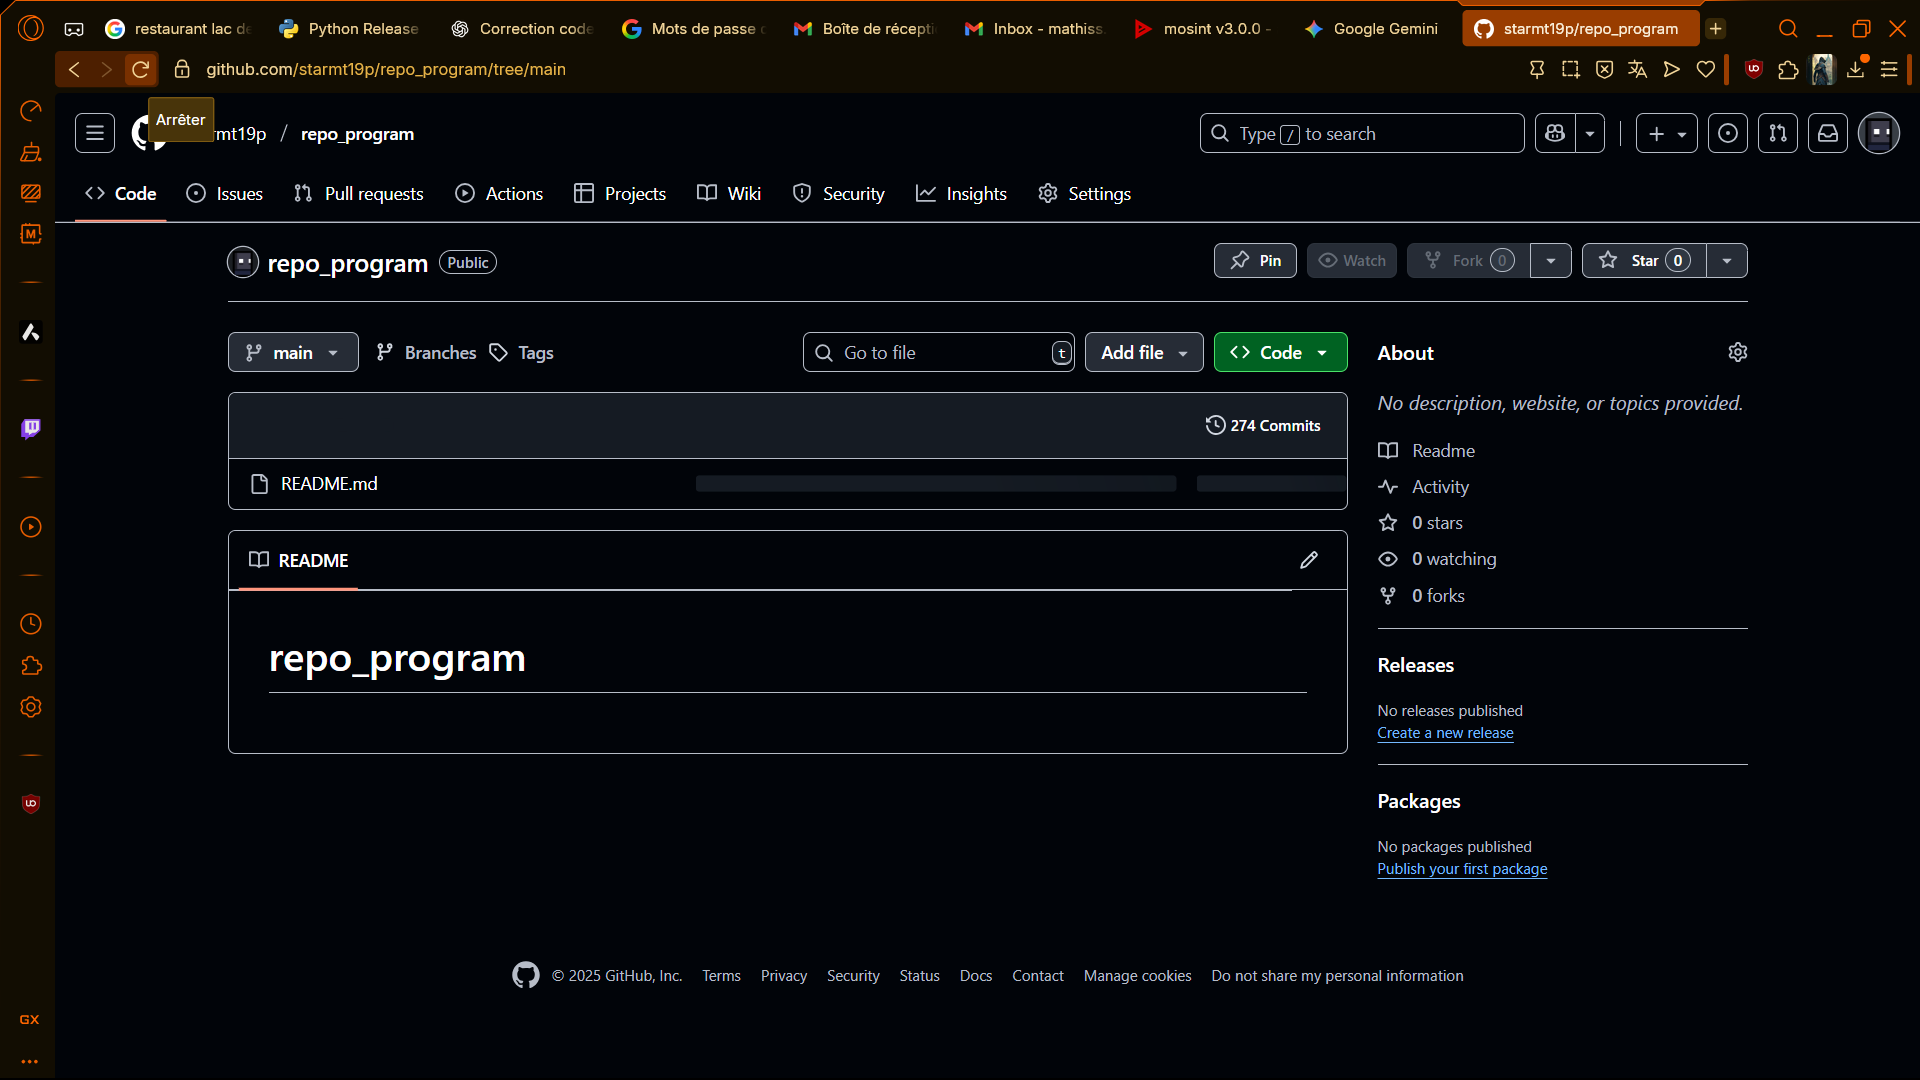 restaurant lac de
Python Release
Correction code
Mots de passe
Boîte de récepti
Inbox - mathiss.
mosint v3.0.0 -
Google Gemini
starmt19p/repo_program
github.com/starmt19p/repo_program/tree/main
Arrêter
rmt19p / repo_program
Type / to search
Code
Issues
Pull requests
Actions
Projects
Wiki
Security
Insights
Settings
repo_program
Public
Pin
Watch
Fork 0
Star 0
main
Branches
Tags
Go to file
t
Add file
Code
274 Commits
README.md
README
repo_program
About
No description, website, or topics provided.
Readme
Activity
0 stars
0 watching
0 forks
Releases
No releases published
Create a new release
Packages
No packages published
Publish your first package
© 2025 GitHub, Inc.
Terms
Privacy
Security
Status
Docs
Contact
Manage cookies
Do not share my personal information
GX